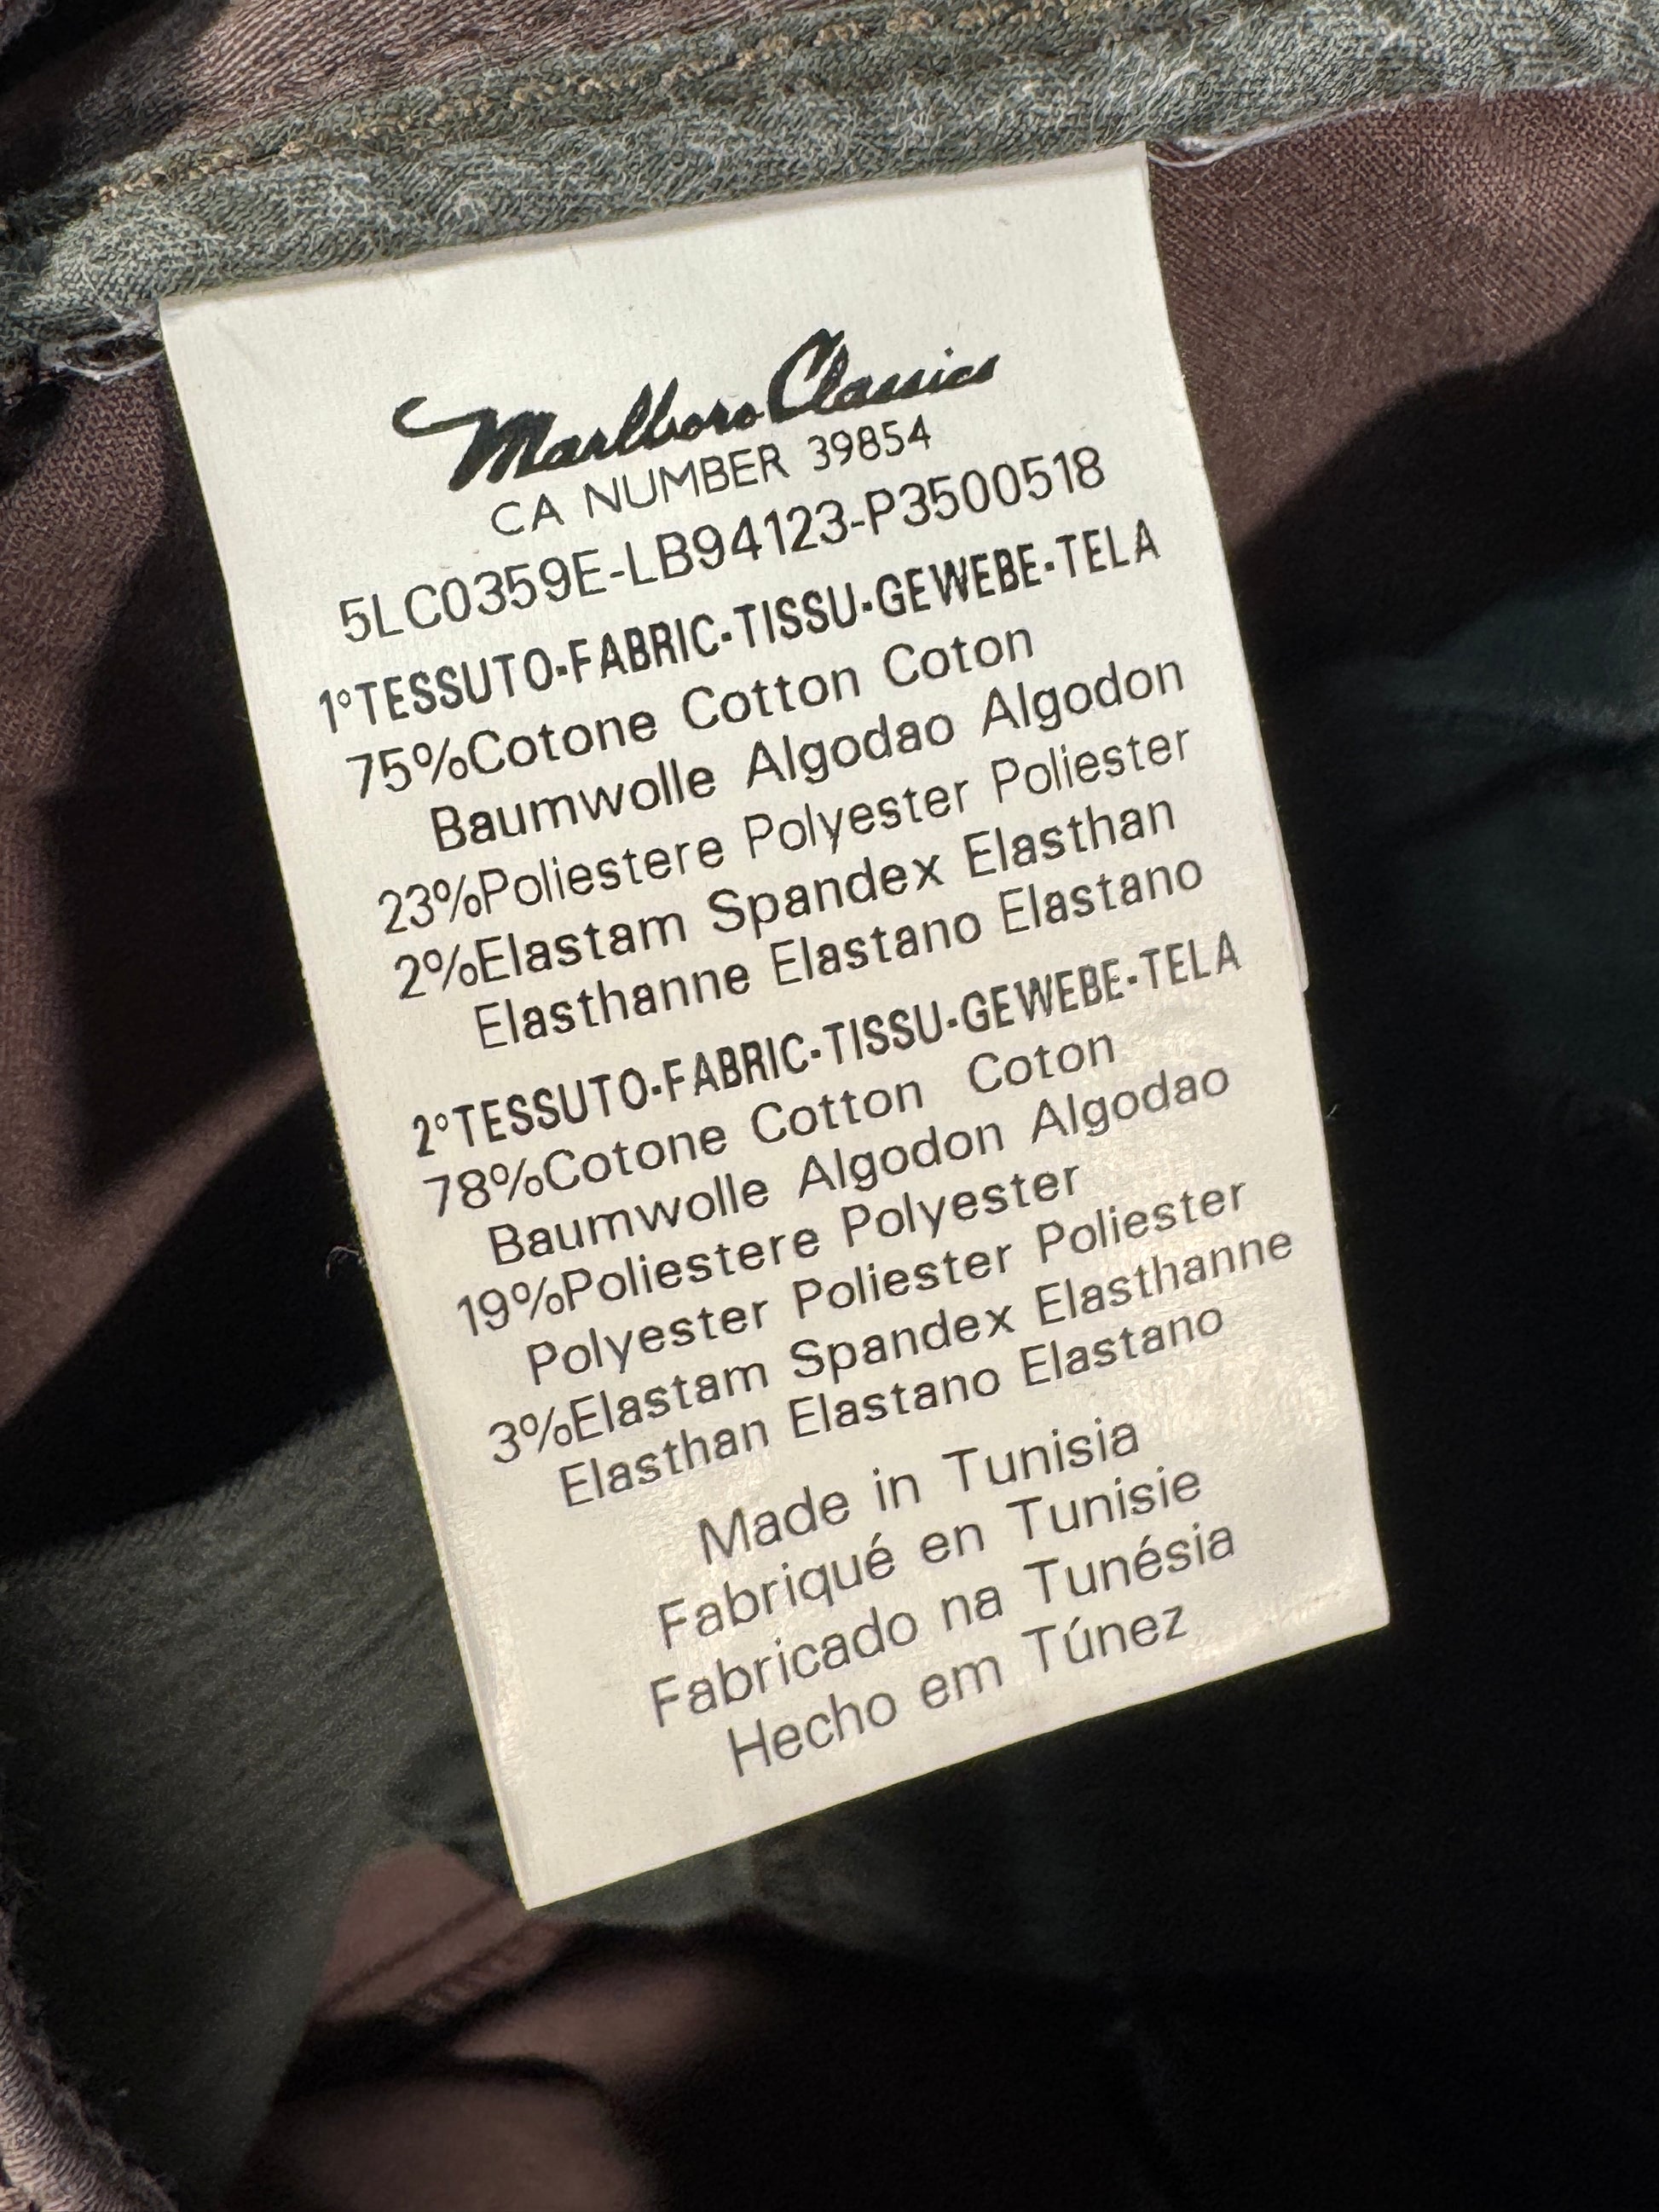 Marlboro Classics
CA NUMBER 39854
5LC0359E-LB94123-P3500518
1°TESSUTO-FABRIC-TISSU-GEWEBE-TELA
75%Cotone Cotton Coton
Baumwolle Algodao Algodon
23%Poliestere Polyester Poliester
2%Elastam Spandex Elasthan
Elasthanne Elastano Elastano
2°TESSUTO-FABRIC-TISSU-GEWEBE-TELA
78%Cotone Cotton Coton
Baumwolle Algodon Algodao
19%Poliestere Polyester
Polyester Poliester Poliester
3%Elastam Spandex Elasthanne
Elasthan Elastano Elastano
Made in Tunisia
Fabriqué en Tunisie
Fabricado na Tunésia
Hecho em Túnez